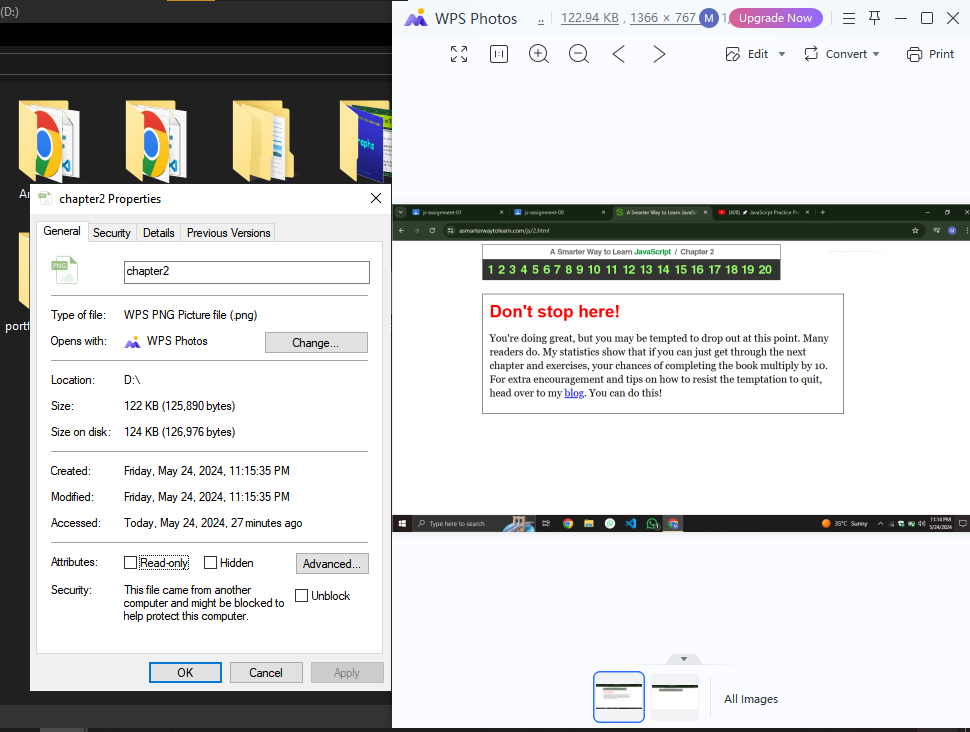 (D:)
portf
chapter2 Properties
General
Security
Details
Previous Versions
PNG
chapter2
Type of file:
WPS PNG Picture file (.png)
Opens with:
WPS Photos
Change...
Location:
D:\
Size:
122 KB (125,890 bytes)
Size on disk:
124 KB (126,976 bytes)
Created:
Friday, May 24, 2024, 11:15:35 PM
Modified:
Friday, May 24, 2024, 11:15:35 PM
Accessed:
Today, May 24, 2024, 27 minutes ago
Attributes:
Read-only
Hidden
Advanced...
Security:
This file came from another
computer and might be blocked to
help protect this computer.
Unblock
OK
Cancel
Apply
WPS Photos
..
122.94 KB , 1366 × 767
M
Upgrade Now
1:1
Edit
Convert
Print
js-assignment-01
js-assignment-00
A Smarter Way to Learn JavaSc
(408) JavaScript Practice Pr
asmarterwaytolearn.com/js/2.html
A Smarter Way to Learn JavaScript / Chapter 2
1 2 3 4 5 6 7 8 9 10 11 12 13 14 15 16 17 18 19 20
Don't stop here!
You're doing great, but you may be tempted to drop out at this point. Many
readers do. My statistics show that if you can just get through the next
chapter and exercises, your chances of completing the book multiply by 10.
For extra encouragement and tips on how to resist the temptation to quit,
head over to my blog. You can do this!
Type here to search
35°C Sunny
11:14 PM
5/24/2024
All Images